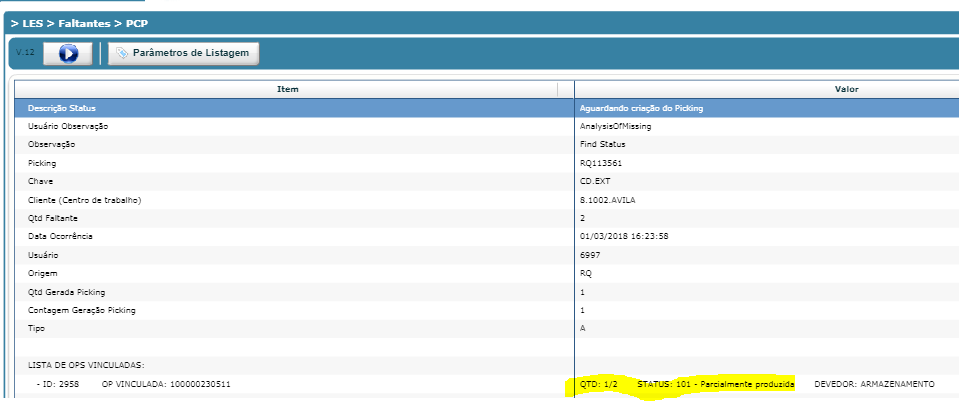 > LES > Faltantes > PCP
V.12 Parâmetros de Listagem
Item Valor
Descrição Status Aguardando criação do Picking
Usuário Observação AnalysisOfMissing
Observação Find Status
Picking RQ113561
Chave CD.EXT
Cliente (Centro de trabalho) 8.1002.AVILA
Qtd Faltante 2
Data Ocorrência 01/03/2018 16:23:58
Usuário 6997
Origem RQ
Qtd Gerada Picking 1
Contagem Geração Picking 1
Tipo A
LISTA DE OPS VINCULADAS:
- ID: 2958 OP VINCULADA: 100000230511 QTD: 1/2 STATUS: 101 - Parcialmente produzida DEVEDOR: ARMAZENAMENTO